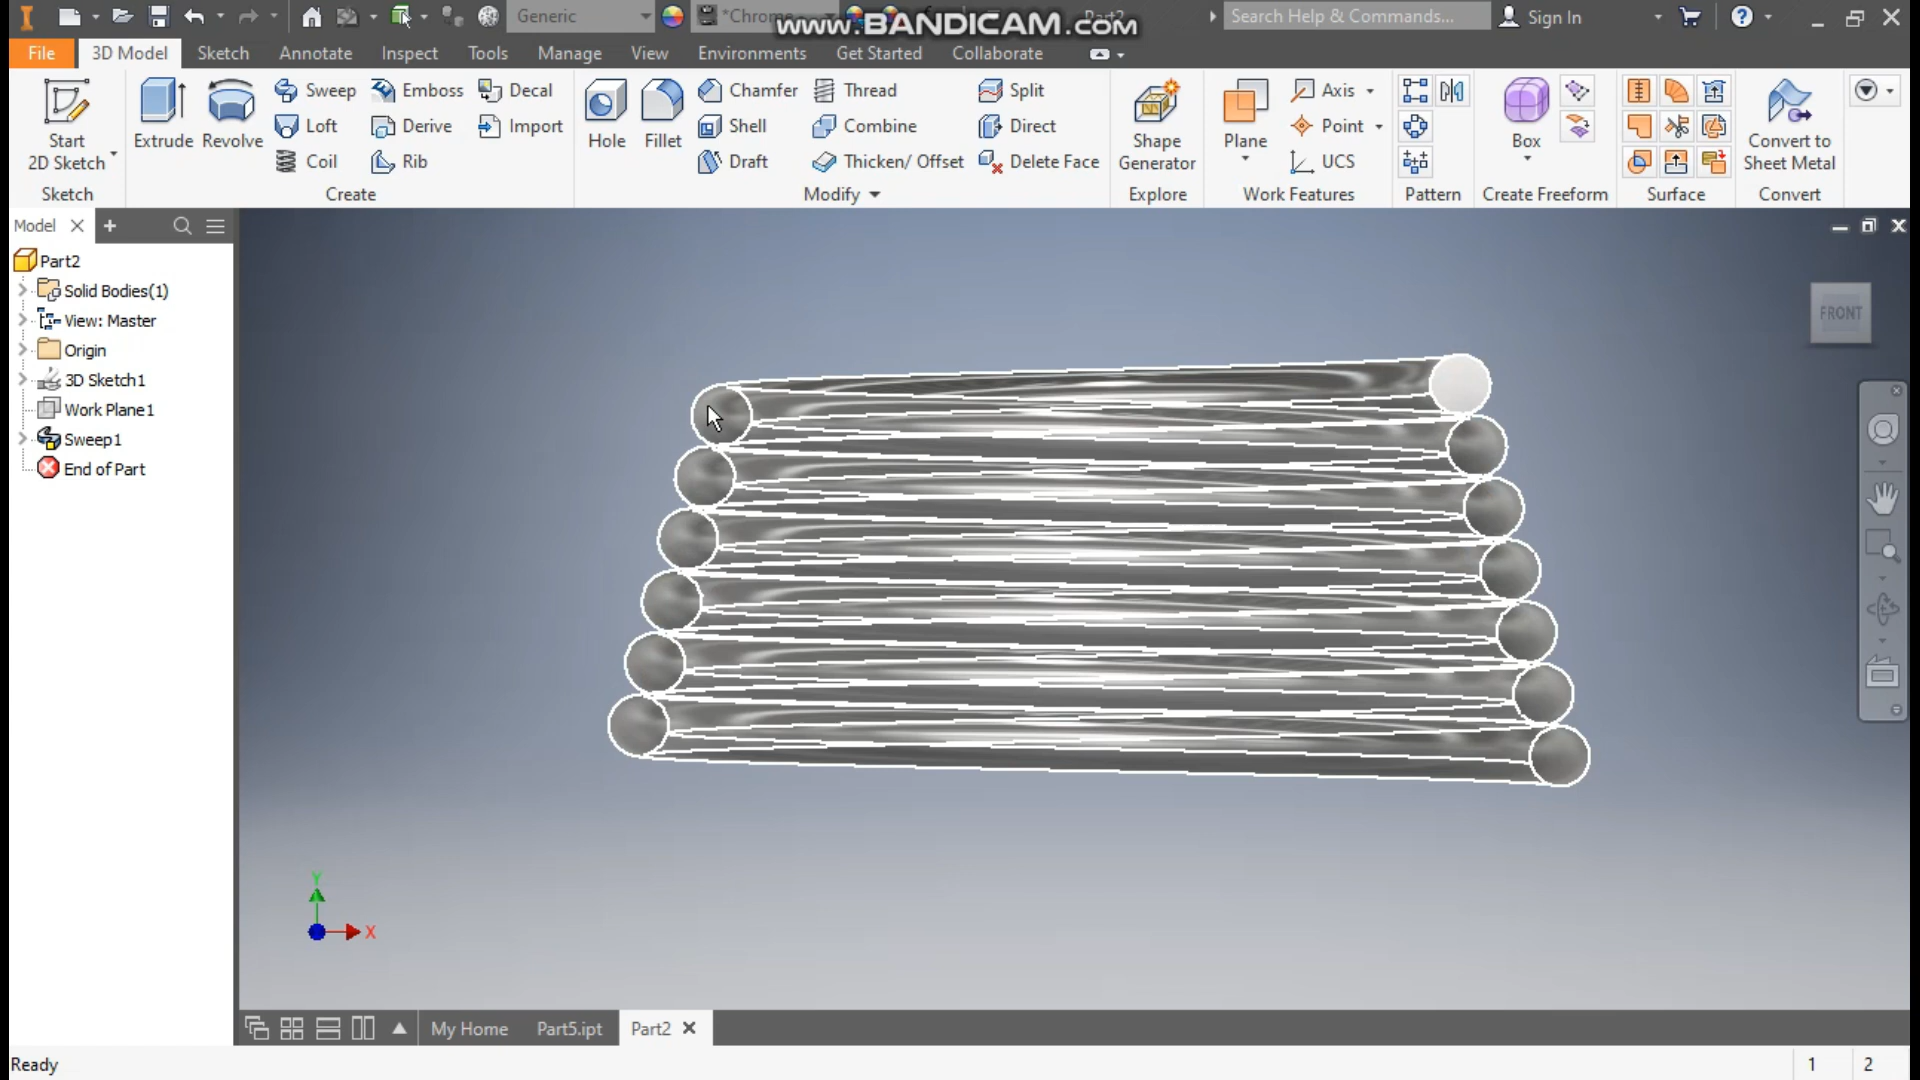 Generic
*Chrome
www.BANDICAM.com
Part2
Search Help & Commands...
Sign In
File
3D Model
Sketch
Annotate
Inspect
Tools
Manage
View
Environments
Get Started
Collaborate
Start
2D Sketch
Extrude
Revolve
Sweep
Emboss
Decal
Loft
Derive
Import
Coil
Rib
Hole
Fillet
Chamfer
Thread
Split
Shell
Combine
Direct
Draft
Thicken/ Offset
Delete Face
Shape
Generator
Plane
Axis
Point
UCS
Box
Convert to
Sheet Metal
Sketch
Create
Modify
Explore
Work Features
Pattern
Create Freeform
Surface
Convert
Model
Part2
Solid Bodies(1)
View: Master
Origin
3D Sketch1
Work Plane1
Sweep1
End of Part
FRONT
Y
X
My Home
Part5.ipt
Part2
Ready
1
2